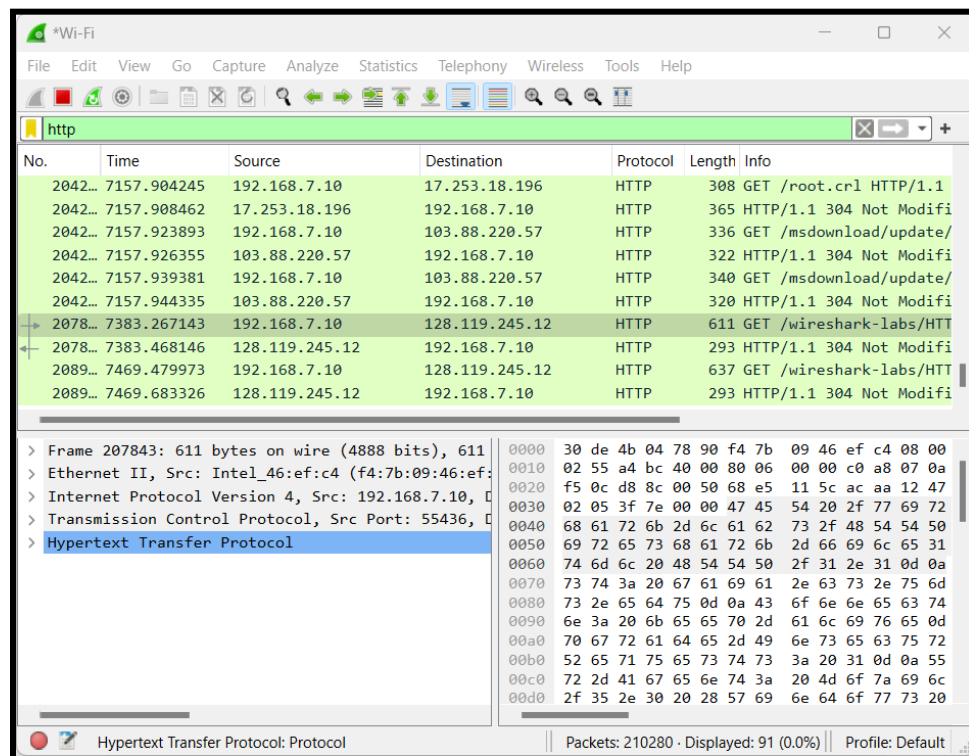 *Wi-Fi
File Edit View Go Capture Analyze Statistics Telephony Wireless Tools Help
http
No. Time Source Destination Protocol Length Info
2042… 7157.904245 192.168.7.10 17.253.18.196 HTTP 308 GET /root.crl HTTP/1.1
2042… 7157.908462 17.253.18.196 192.168.7.10 HTTP 365 HTTP/1.1 304 Not Modifi
2042… 7157.923893 192.168.7.10 103.88.220.57 HTTP 336 GET /msdownload/update/
2042… 7157.926355 103.88.220.57 192.168.7.10 HTTP 322 HTTP/1.1 304 Not Modifi
2042… 7157.939381 192.168.7.10 103.88.220.57 HTTP 340 GET /msdownload/update/
2042… 7157.944335 103.88.220.57 192.168.7.10 HTTP 320 HTTP/1.1 304 Not Modifi
2078… 7383.267143 192.168.7.10 128.119.245.12 HTTP 611 GET /wireshark-labs/HTT
2078… 7383.468146 128.119.245.12 192.168.7.10 HTTP 293 HTTP/1.1 304 Not Modifi
2089… 7469.479973 192.168.7.10 128.119.245.12 HTTP 637 GET /wireshark-labs/HTT
2089… 7469.683326 128.119.245.12 192.168.7.10 HTTP 293 HTTP/1.1 304 Not Modifi
Frame 207843: 611 bytes on wire (4888 bits), 611
Ethernet II, Src: Intel_46:ef:c4 (f4:7b:09:46:ef:
Internet Protocol Version 4, Src: 192.168.7.10, D
Transmission Control Protocol, Src Port: 55436, D
Hypertext Transfer Protocol
0000 30 de 4b 04 78 90 f4 7b 09 46 ef c4 08 00
0010 02 55 a4 bc 40 00 80 06 00 00 c0 a8 07 0a
0020 f5 0c d8 8c 00 50 68 e5 11 5c ac aa 12 47
0030 02 05 3f 7e 00 00 47 45 54 20 2f 77 69 72
0040 68 61 72 6b 2d 6c 61 62 73 2f 48 54 54 50
0050 69 72 65 73 68 61 72 6b 2d 66 69 6c 65 31
0060 74 6d 6c 20 48 54 54 50 2f 31 2e 31 0d 0a
0070 73 74 3a 20 67 61 69 61 2e 63 73 2e 75 6d
0080 73 2e 65 64 75 0d 0a 43 6f 6e 6e 65 63 74
0090 6e 3a 20 6b 65 65 70 2d 61 6c 69 76 65 0d
00a0 70 67 72 61 64 65 2d 49 6e 73 65 63 75 72
00b0 52 65 71 75 65 73 74 73 3a 20 31 0d 0a 55
00c0 72 2d 41 67 65 6e 74 3a 20 4d 6f 7a 69 6c
00d0 2f 35 2e 30 20 28 57 69 6e 64 6f 77 73 20
Hypertext Transfer Protocol: Protocol Packets: 210280 · Displayed: 91 (0.0%) Profile: Default